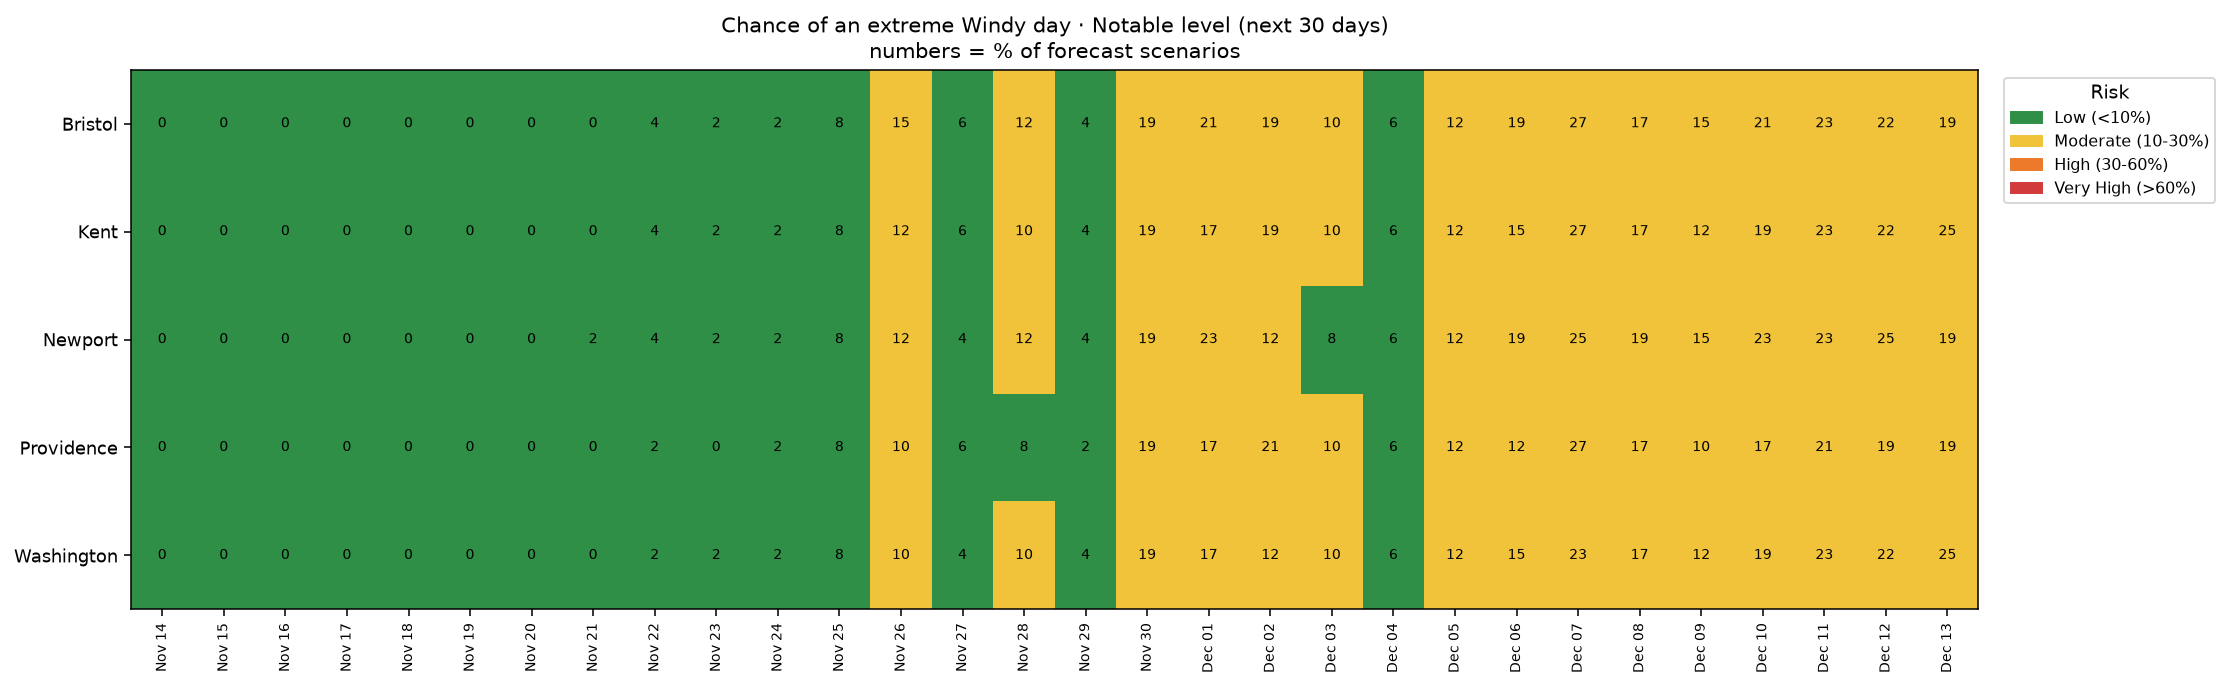 Chance of an extreme Windy day · Notable level (next 30 days)
numbers = % of forecast scenarios
Bristol 0 0 0 0 0 0 0 0 4 2 2 8 15 6 12 4 19 21 19 10 6 12 19 27 17 15 21 23 22 19
Kent 0 0 0 0 0 0 0 0 4 2 2 8 12 6 10 4 19 17 19 10 6 12 15 27 17 12 19 23 22 25
Newport 0 0 0 0 0 0 0 2 4 2 2 8 12 4 12 4 19 23 12 8 6 12 19 25 19 15 23 23 25 19
Providence 0 0 0 0 0 0 0 0 2 0 2 8 10 6 8 2 19 17 21 10 6 12 12 27 17 10 17 21 19 19
Washington 0 0 0 0 0 0 0 0 2 2 2 8 10 4 10 4 19 17 12 10 6 12 15 23 17 12 19 23 22 25
Nov 14 Nov 15 Nov 16 Nov 17 Nov 18 Nov 19 Nov 20 Nov 21 Nov 22 Nov 23 Nov 24 Nov 25 Nov 26 Nov 27 Nov 28 Nov 29 Nov 30 Dec 01 Dec 02 Dec 03 Dec 04 Dec 05 Dec 06 Dec 07 Dec 08 Dec 09 Dec 10 Dec 11 Dec 12 Dec 13
Risk
Low (<10%)
Moderate (10-30%)
High (30-60%)
Very High (>60%)